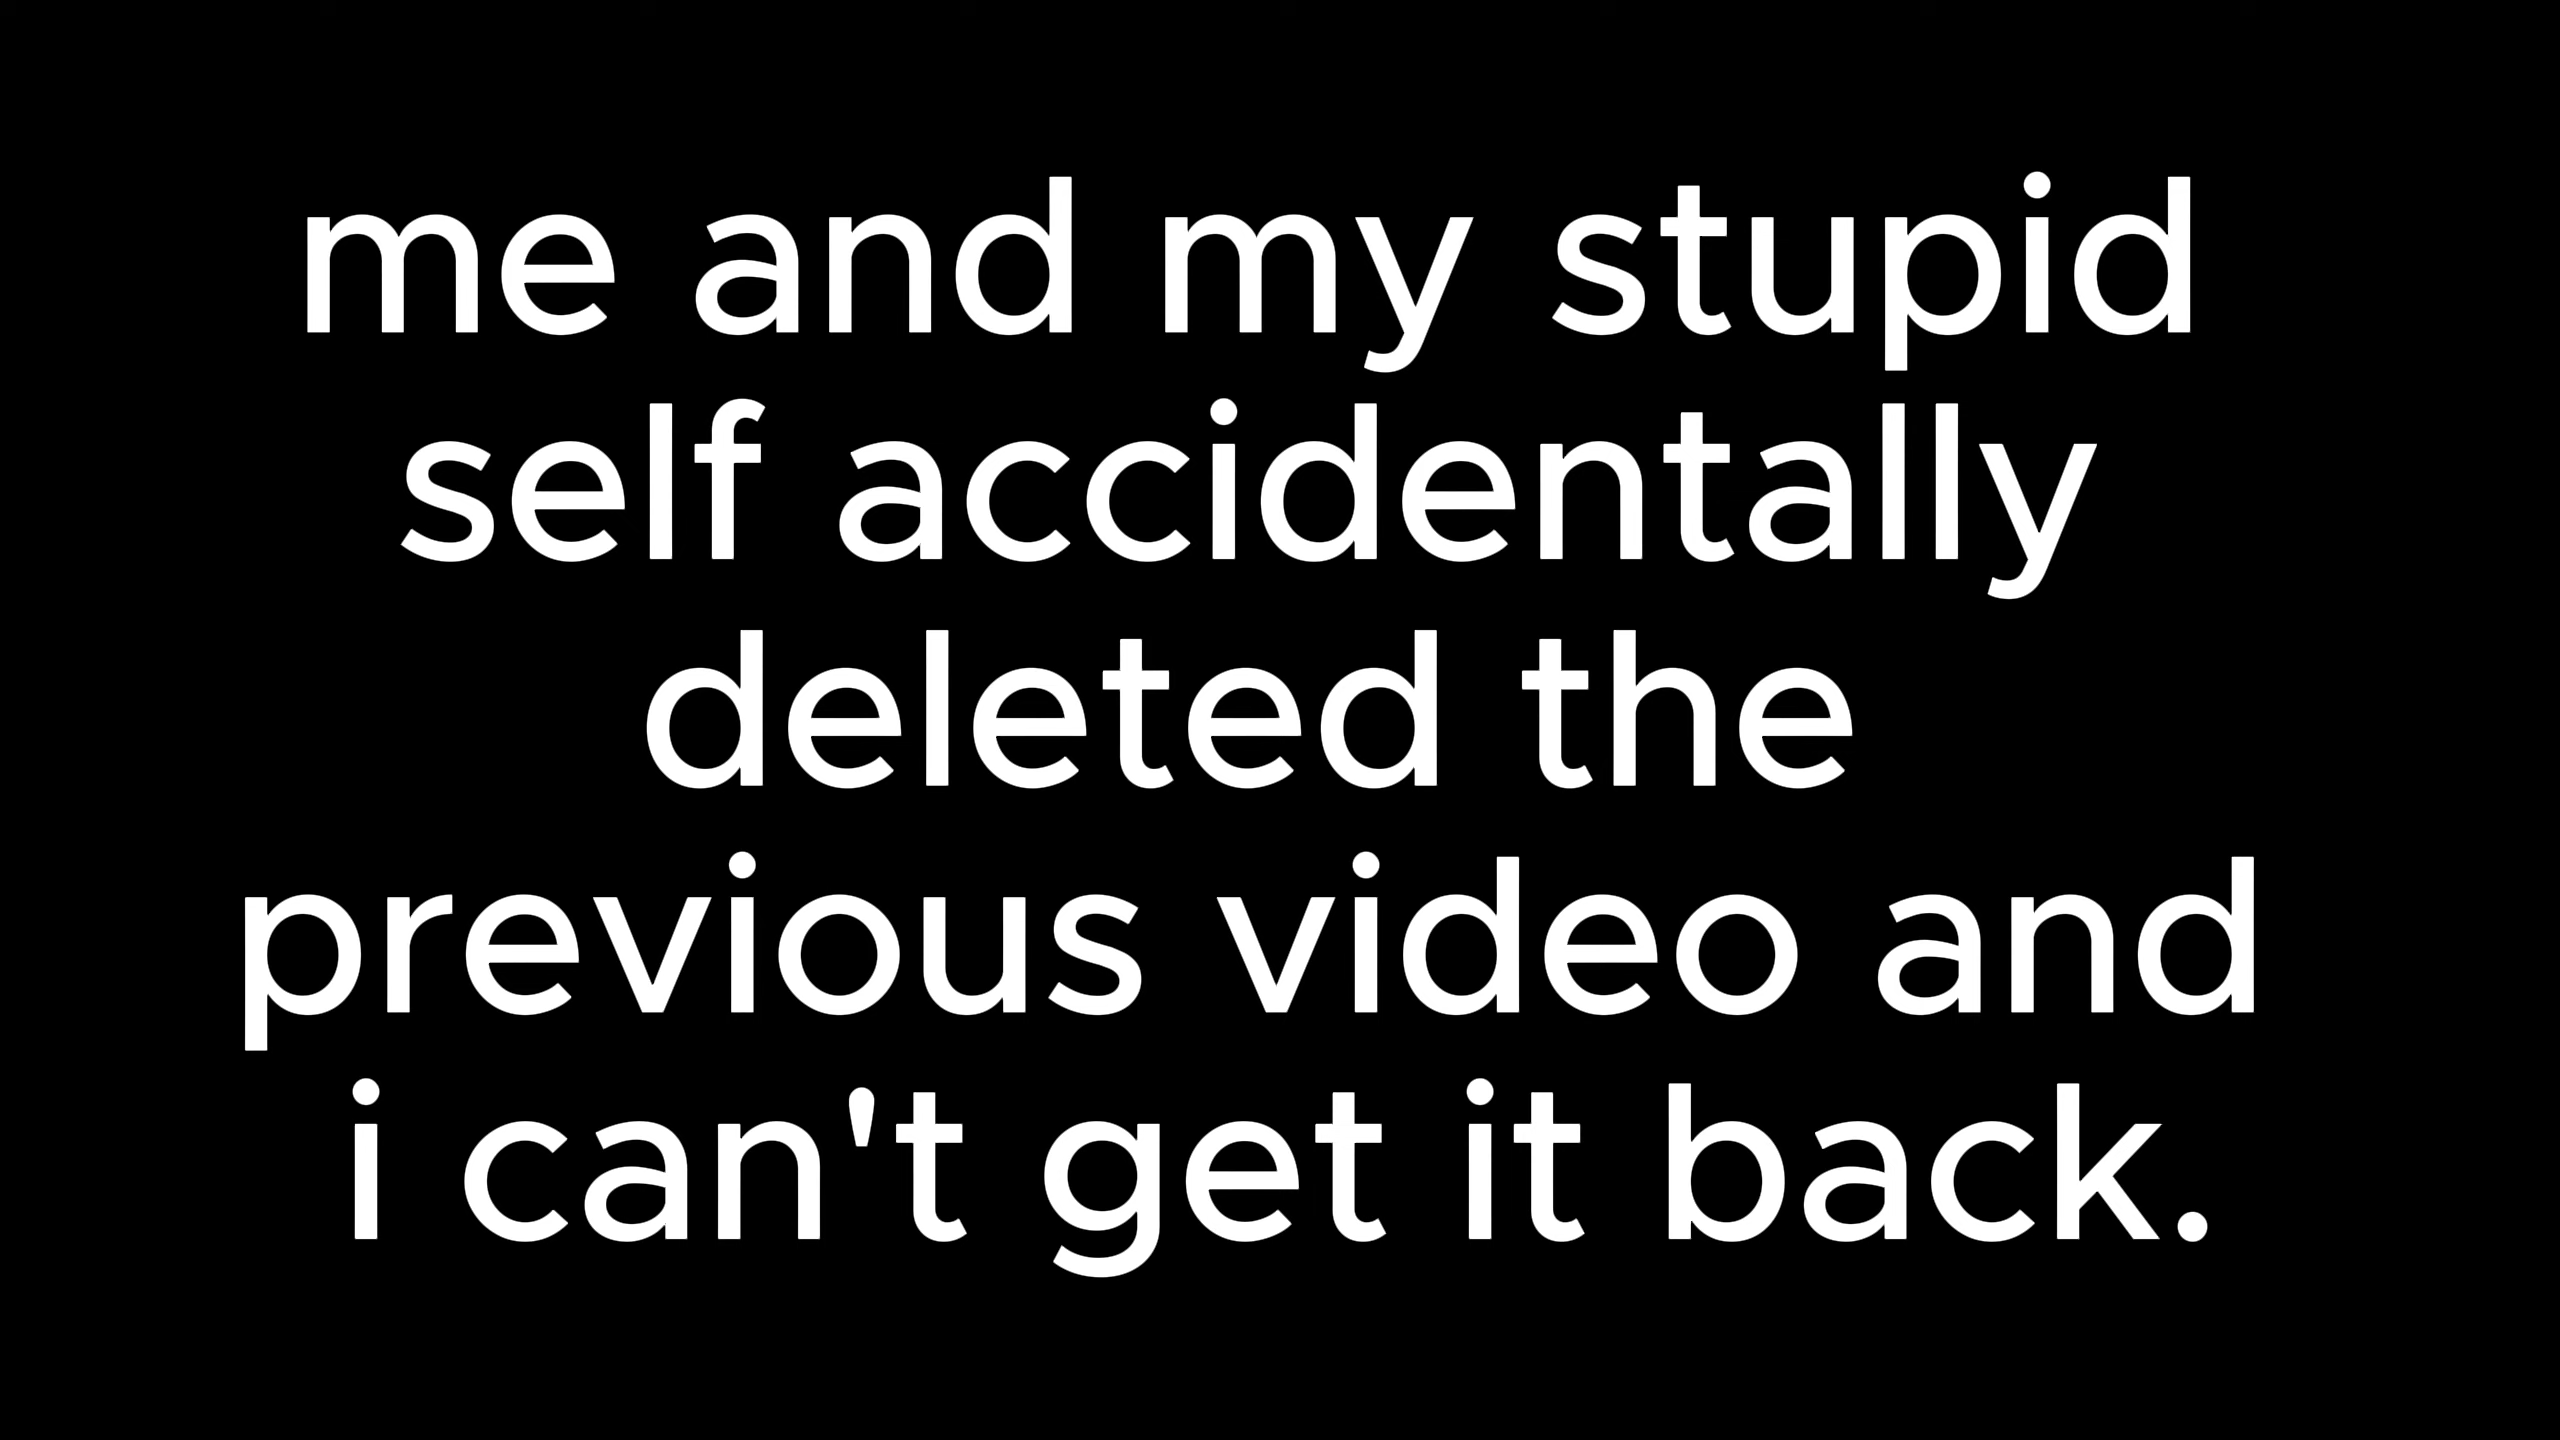 me and my stupid
self accidentally
deleted the
previous video and
i can't get it back.